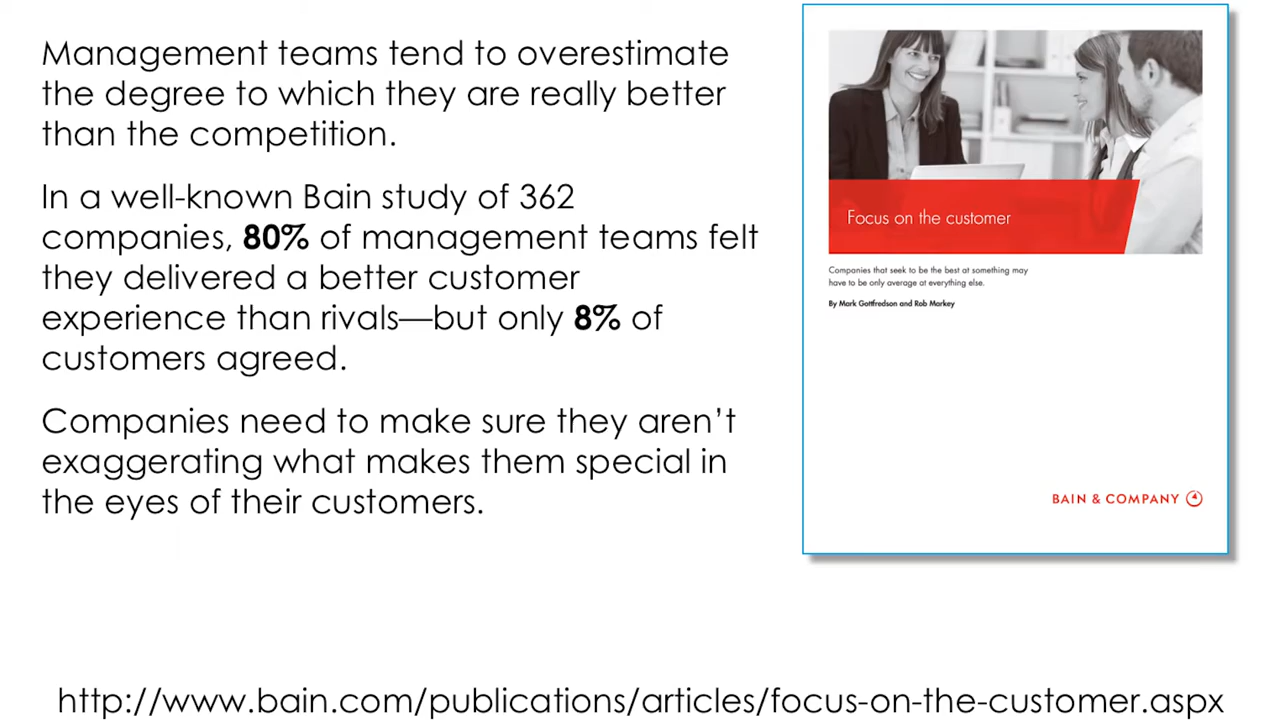 Management teams tend to overestimate
the degree to which they are really better
than the competition.
In a well-known Bain study of 362
companies, 80% of management teams felt
they delivered a better customer
experience than rivals—but only 8% of
customers agreed.
Companies need to make sure they aren't
exaggerating what makes them special in
the eyes of their customers.
Focus on the customer
Companies that seek to be the best at something may
have to be only average at everything else.
By Mark Gottfredson and Rob Markey
BAIN & COMPANY
http://www.bain.com/publications/articles/focus-on-the-customer.aspx